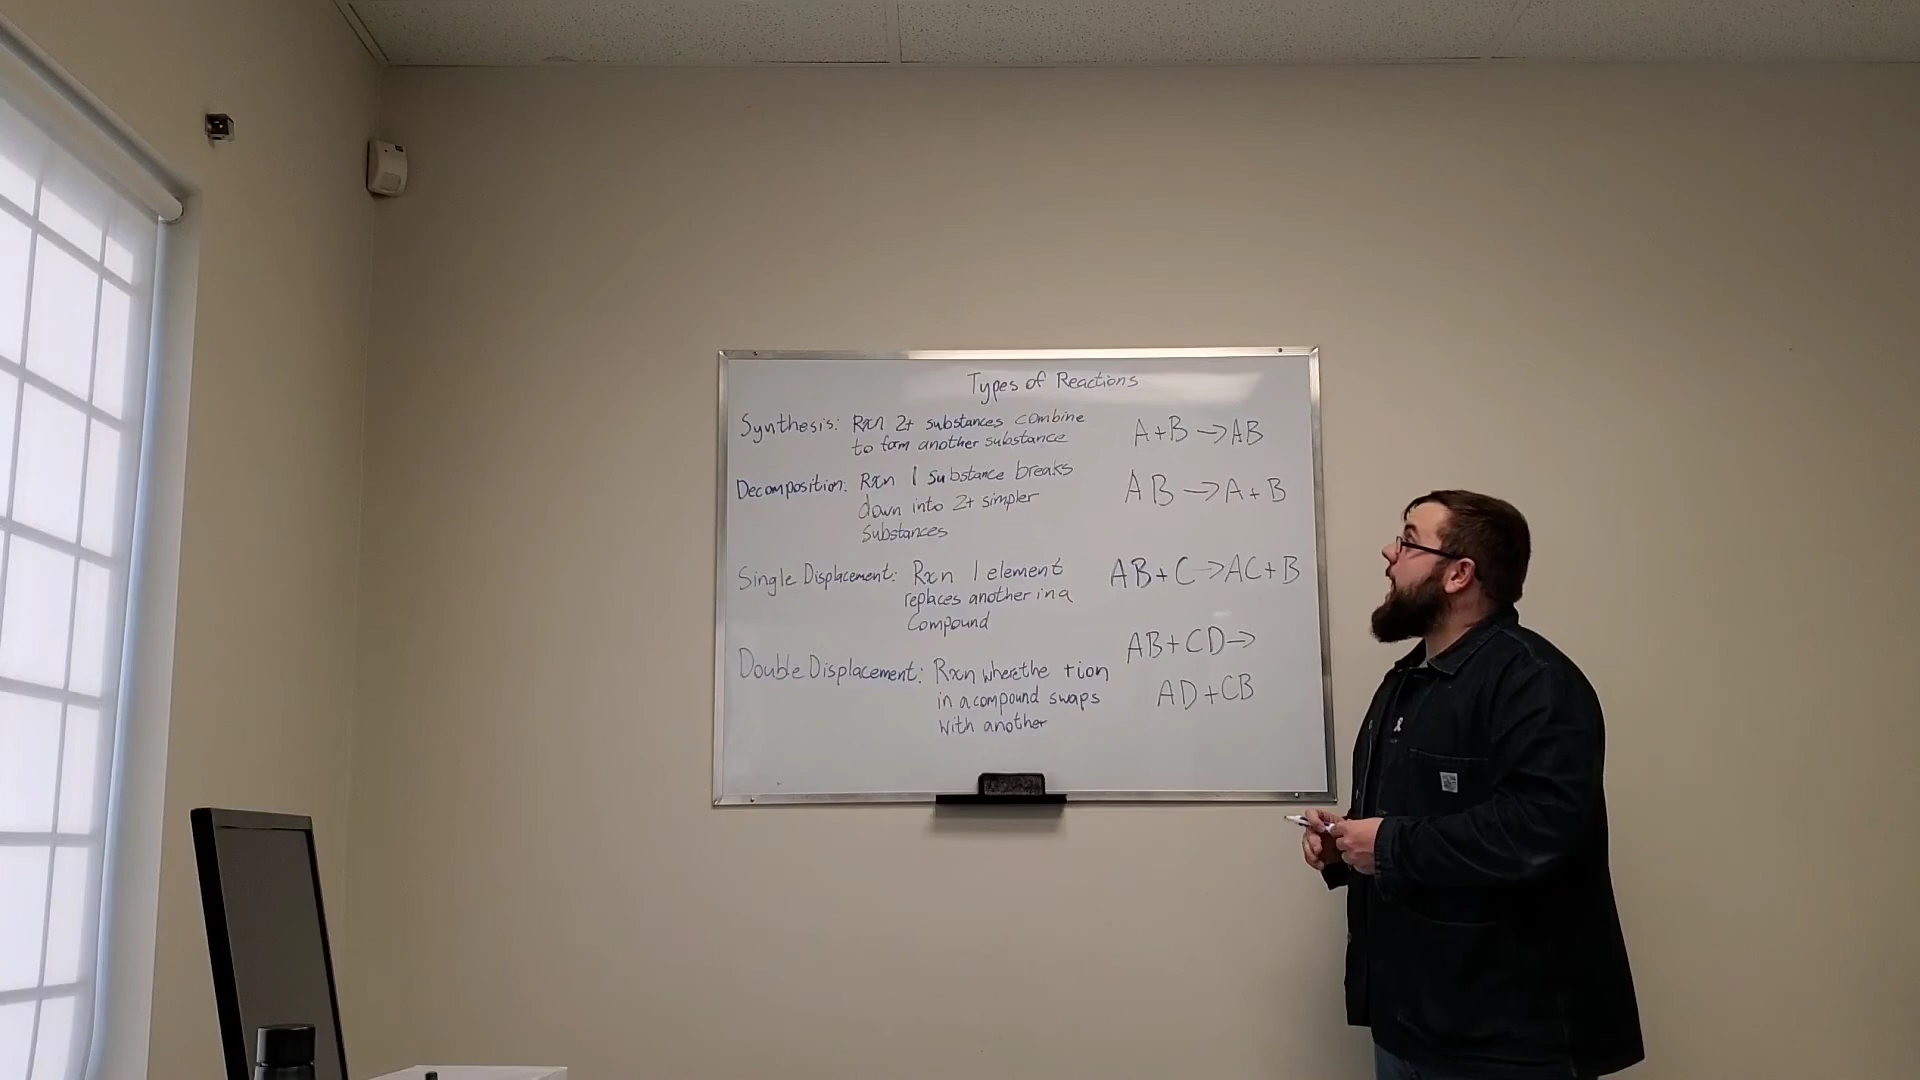 Types of Reactions
Synthesis: Rxn 2+ substances combine
to form another substance
A+B→AB
Decomposition: Rxn 1 substance breaks
down into 2+ simpler
substances
AB→A+B
Single Displacement: Rxn 1 element
replaces another in a
compound
AB+C→AC+B
Double Displacement: Rxn where the +ion
in a compound swaps
with another
AB+CD→
AD+CB